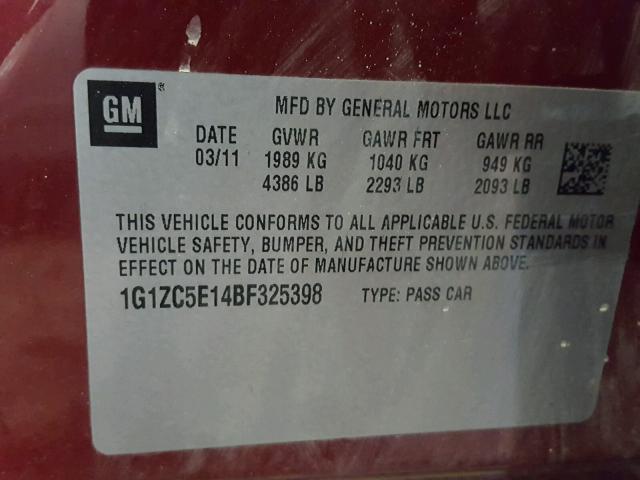 GM ®
MFD BY GENERAL MOTORS LLC
DATE GVWR GAWR FRT GAWR RR
03/11 1989 KG 1040 KG 949 KG
4386 LB 2293 LB 2093 LB
THIS VEHICLE CONFORMS TO ALL APPLICABLE U.S. FEDERAL MOTOR
VEHICLE SAFETY, BUMPER, AND THEFT PREVENTION STANDARDS IN
EFFECT ON THE DATE OF MANUFACTURE SHOWN ABOVE.
1G1ZC5E14BF325398 TYPE: PASS CAR